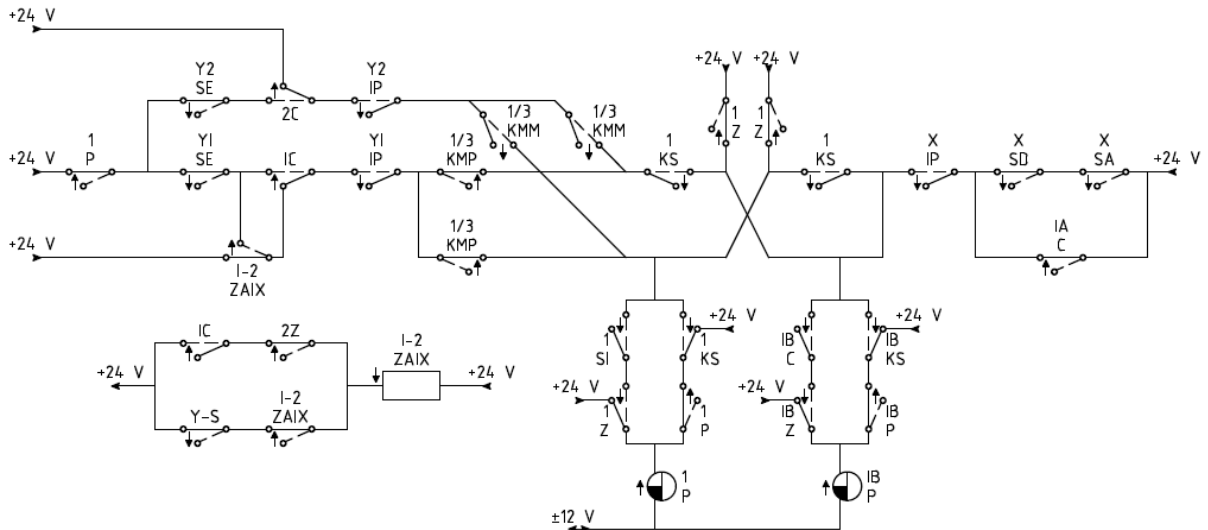 +24 V
Y2
SE
2C
Y2
IP
1/3
KMM
1/3
KMM
+24 V
+24 V
1
Z
1
Z
+24 V
1
P
Y1
SE
IC
Y1
IP
1/3
KMP
1
KS
1
KS
X
IP
X
SD
X
SA
+24 V
+24 V
I-2
ZAIX
1/3
KMP
IA
C
IC
2Z
I-2
ZAIX
+24 V
+24 V
Y-S
I-2
ZAIX
1
SI
+24 V
1
KS
IB
C
+24 V
IB
KS
+24 V
1
Z
1
P
+24 V
IB
Z
IB
P
1
P
IB
P
±12 V